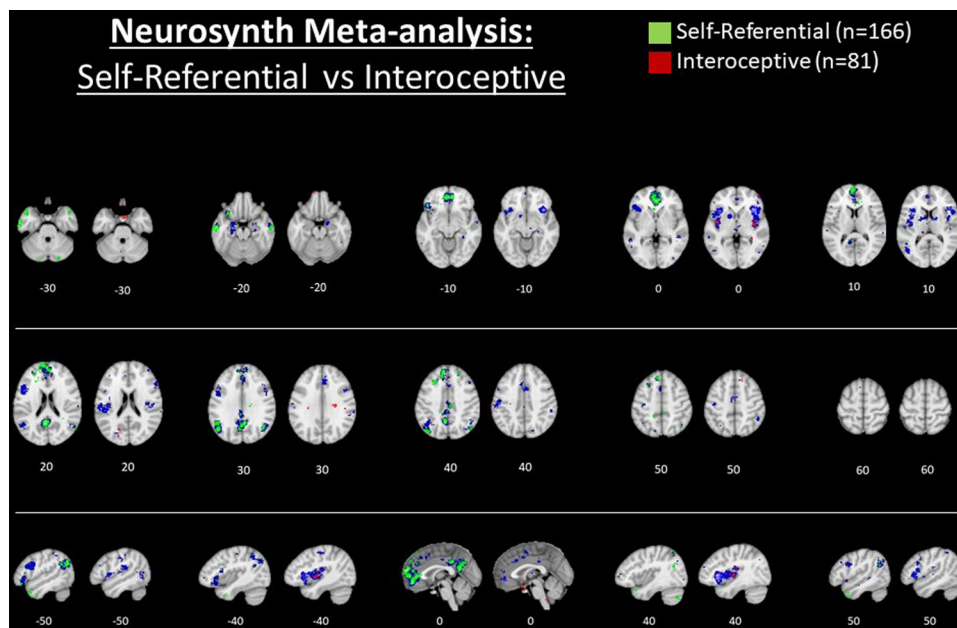 Neurosynth Meta-analysis:
Self-Referential vs Interoceptive
Self-Referential (n=166)
Interoceptive (n=81)
-30 -30 -20 -20 -10 -10 0 0 10 10
20 20 30 30 40 40 50 50 60 60
-50 -50 -40 -40 0 0 40 40 50 50